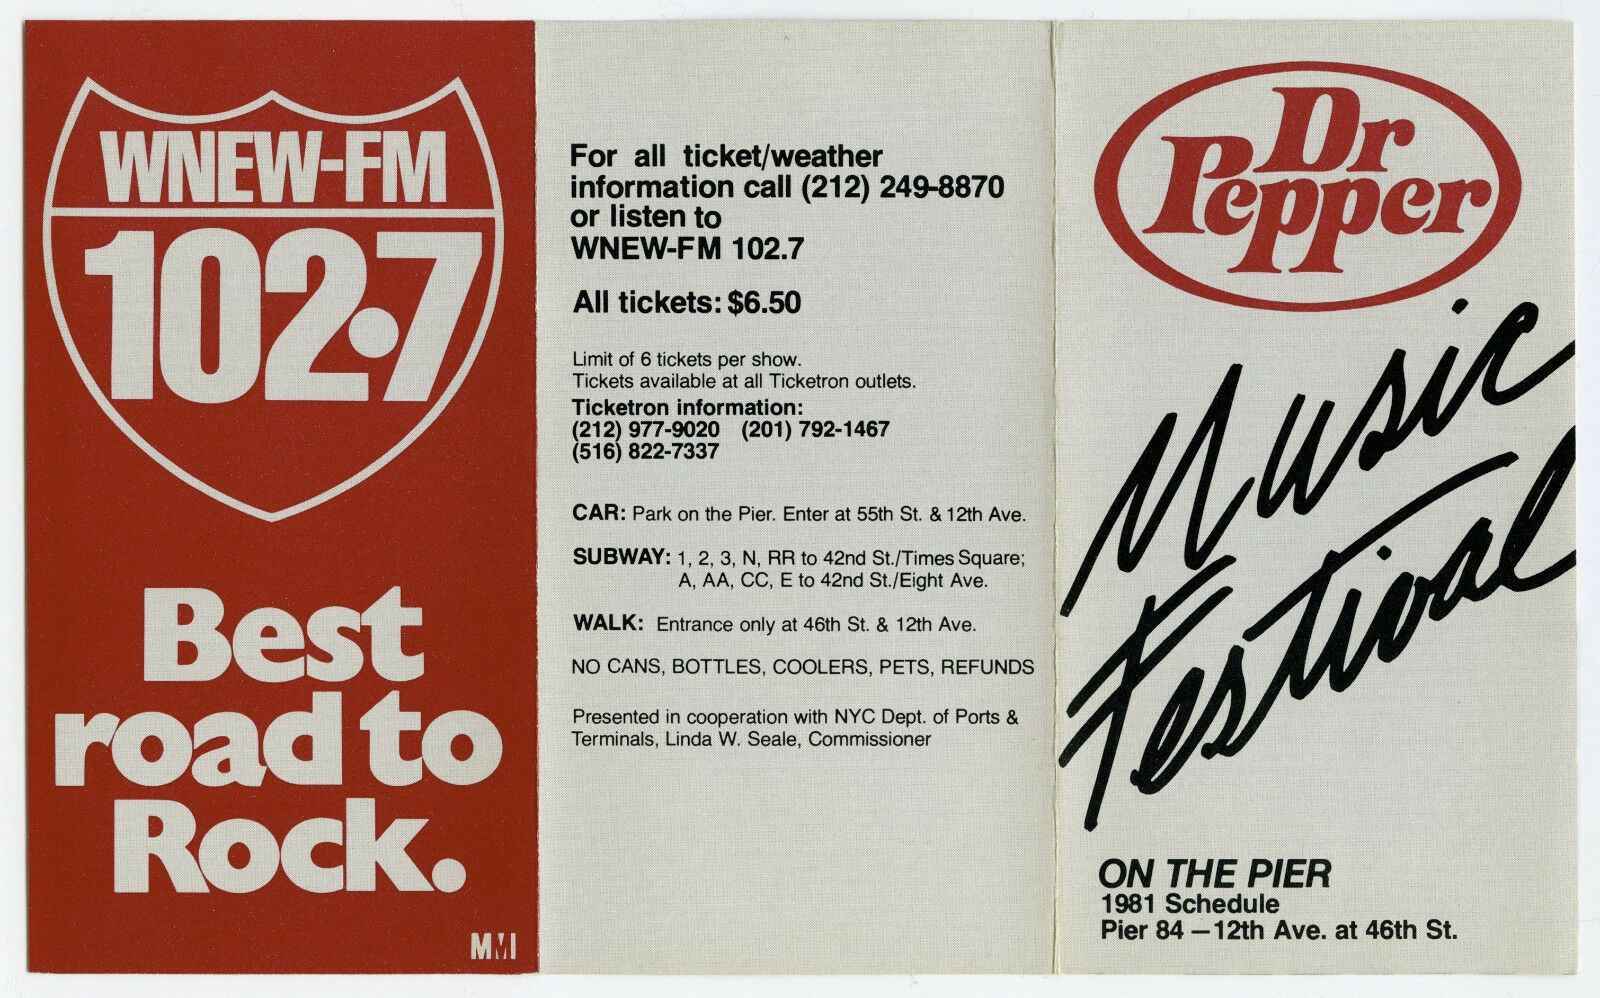 WNEW-FM
102.7
Best
road to
Rock.
MMI
For all ticket/weather
information call (212) 249-8870
or listen to
WNEW-FM 102.7
All tickets: $6.50
Limit of 6 tickets per show.
Tickets available at all Ticketron outlets.
Ticketron information:
(212) 977-9020 (201) 792-1467
(516) 822-7337
CAR: Park on the Pier. Enter at 55th St. & 12th Ave.
SUBWAY: 1, 2, 3, N, RR to 42nd St./Times Square;
A, AA, CC, E to 42nd St./Eight Ave.
WALK: Entrance only at 46th St. & 12th Ave.
NO CANS, BOTTLES, COOLERS, PETS, REFUNDS
Presented in cooperation with NYC Dept. of Ports &
Terminals, Linda W. Seale, Commissioner
Dr
Pepper
Music
Festival
ON THE PIER
1981 Schedule
Pier 84 — 12th Ave. at 46th St.